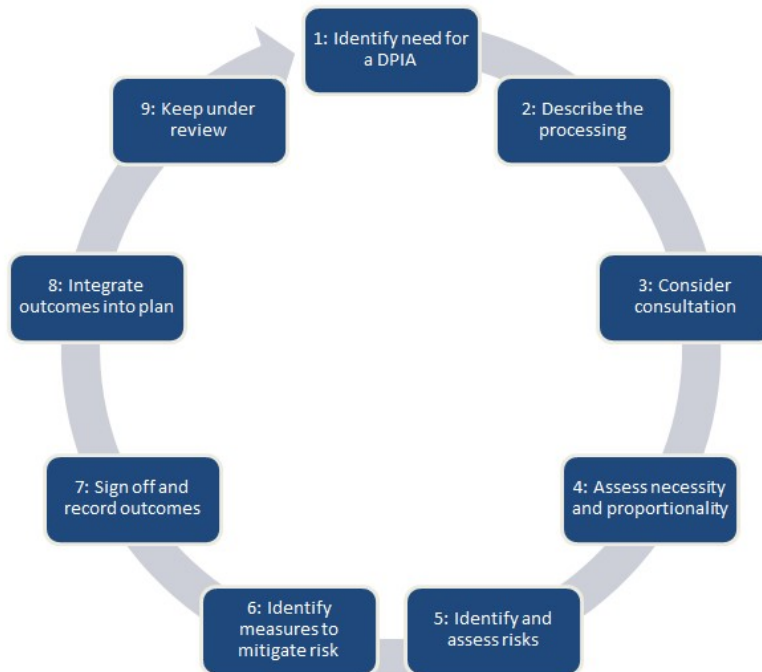 1: Identify need for
a DPIA
2: Describe the
processing
3: Consider
consultation
4: Assess necessity
and proportionality
5: Identify and
assess risks
6: Identify
measures to
mitigate risk
7: Sign off and
record outcomes
8: Integrate
outcomes into plan
9: Keep under
review